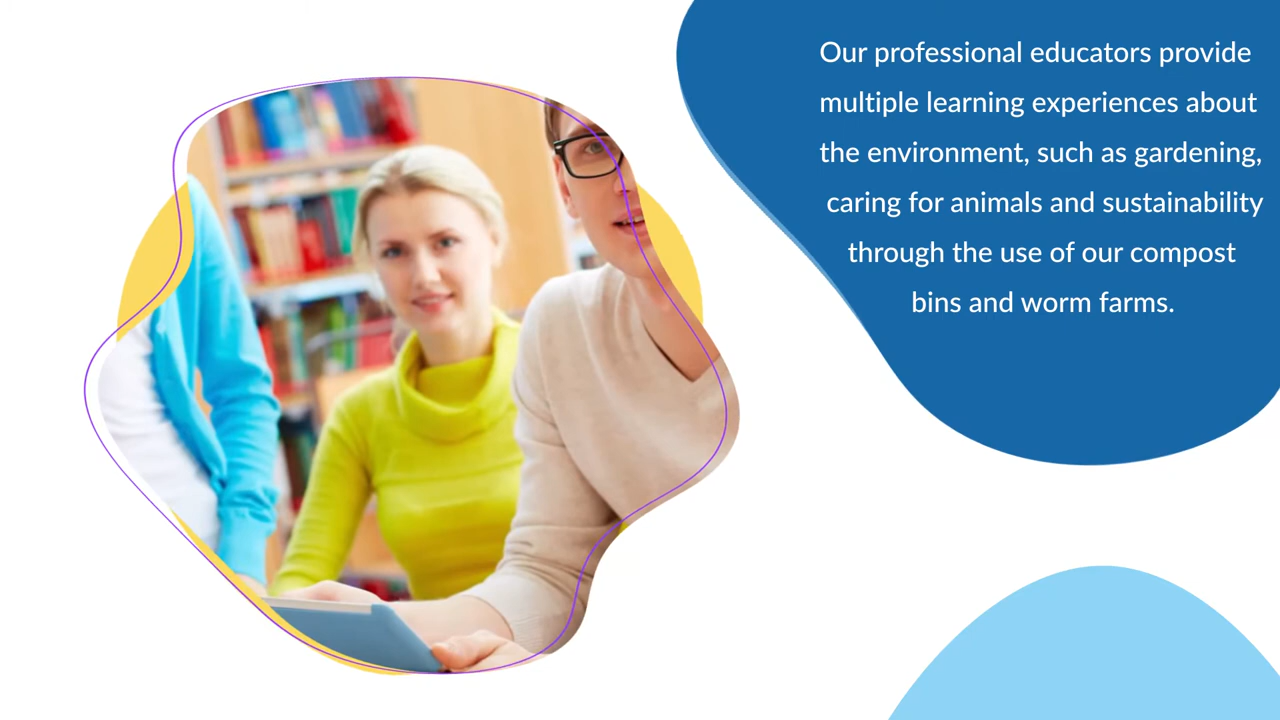 Our professional educators provide
multiple learning experiences about
the environment, such as gardening,
caring for animals and sustainability
through the use of our compost
bins and worm farms.